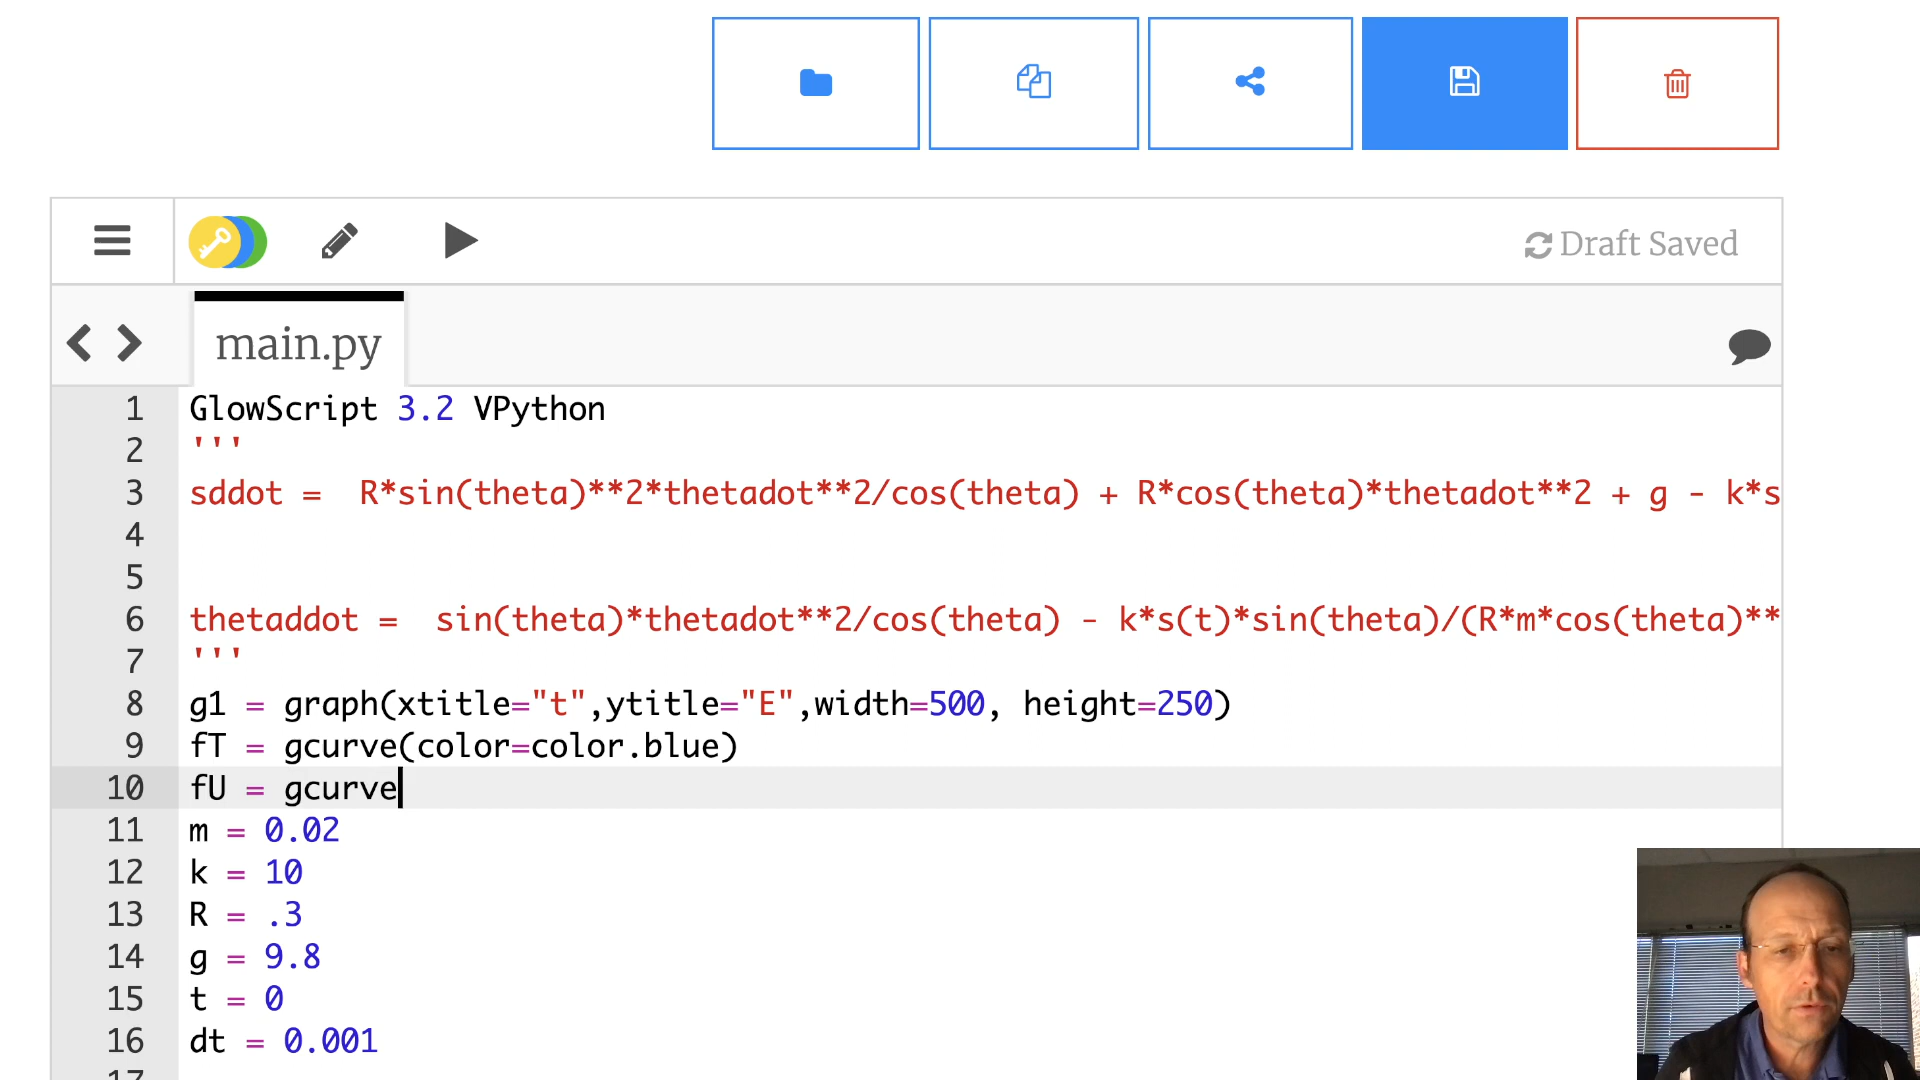 Draft Saved
main.py
1 GlowScript 3.2 VPython
2 '''
3 sddot =  R*sin(theta)**2*thetadot**2/cos(theta) + R*cos(theta)*thetadot**2 + g - k*s
4
5
6 thetaddot =  sin(theta)*thetadot**2/cos(theta) - k*s(t)*sin(theta)/(R*m*cos(theta)**
7 '''
8 g1 = graph(xtitle="t",ytitle="E",width=500, height=250)
9 fT = gcurve(color=color.blue)
10 fU = gcurve
11 m = 0.02
12 k = 10
13 R = .3
14 g = 9.8
15 t = 0
16 dt = 0.001
17